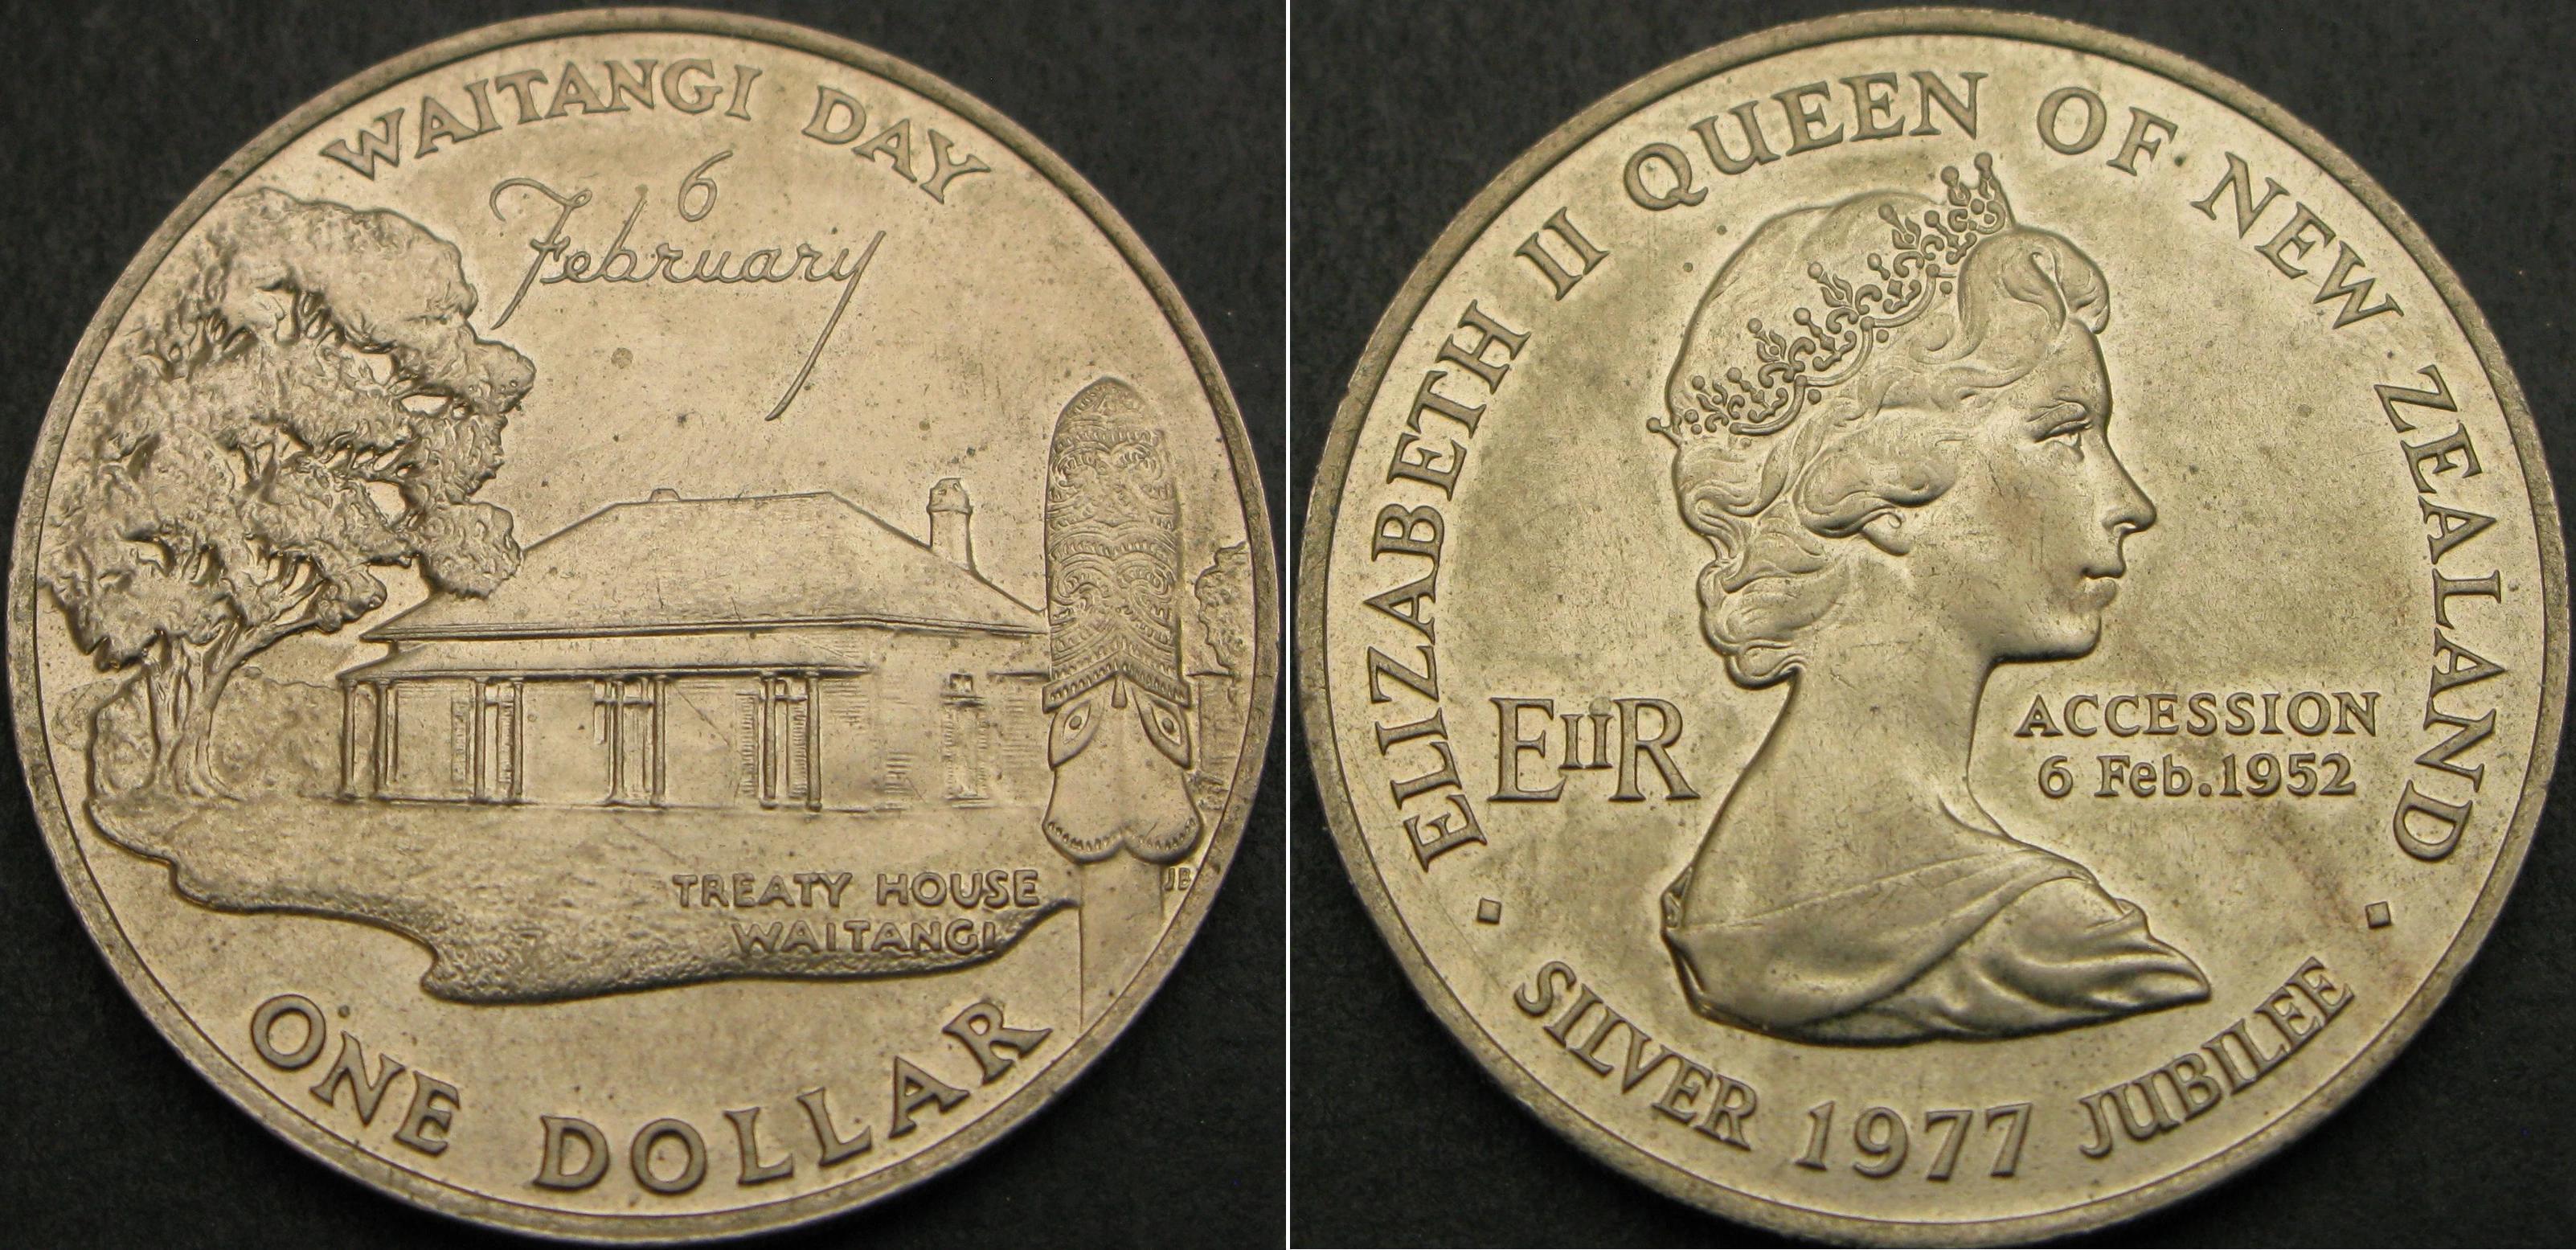 WAITANGI DAY
6
February
TREATY HOUSE
WAITANGI
JB
ONE DOLLAR
ELIZABETH II QUEEN OF NEW ZEALAND
EIIR
ACCESSION
6 Feb.1952
· SILVER 1977 JUBILEE ·